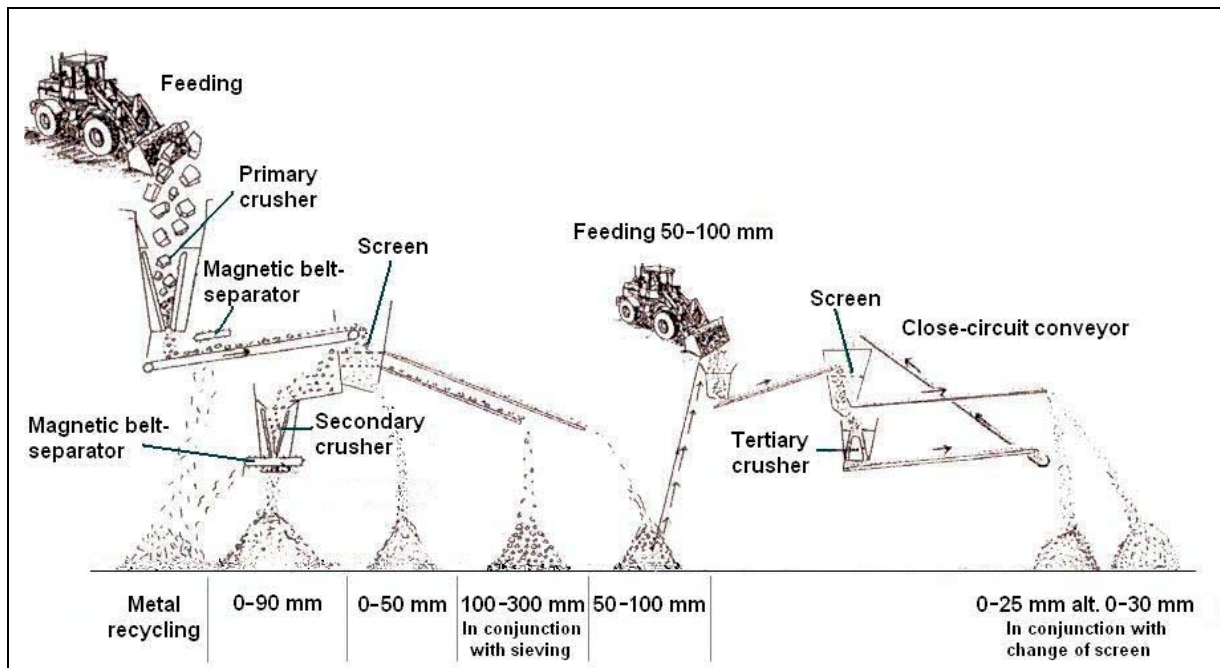 Feeding
Primary
crusher
Magnetic belt-
separator
Screen
Feeding 50-100 mm
Screen
Close-circuit conveyor
Magnetic belt-
separator
Secondary
crusher
Tertiary
crusher
Metal
recycling
0-90 mm
0-50 mm
100-300 mm
In conjunction
with sieving
50-100 mm
0-25 mm alt. 0-30 mm
In conjunction with
change of screen